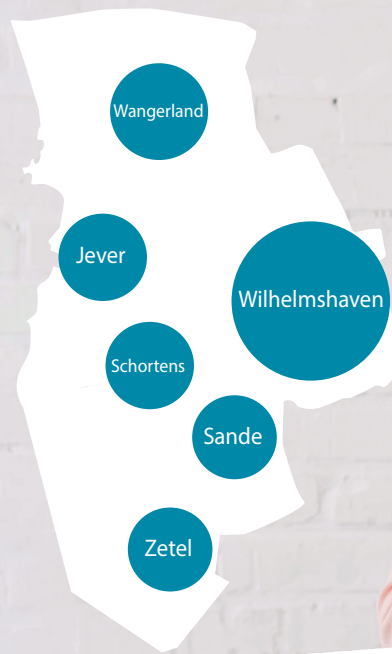 Wangerland
Jever
Wilhelmshaven
Schortens
Sande
Zetel